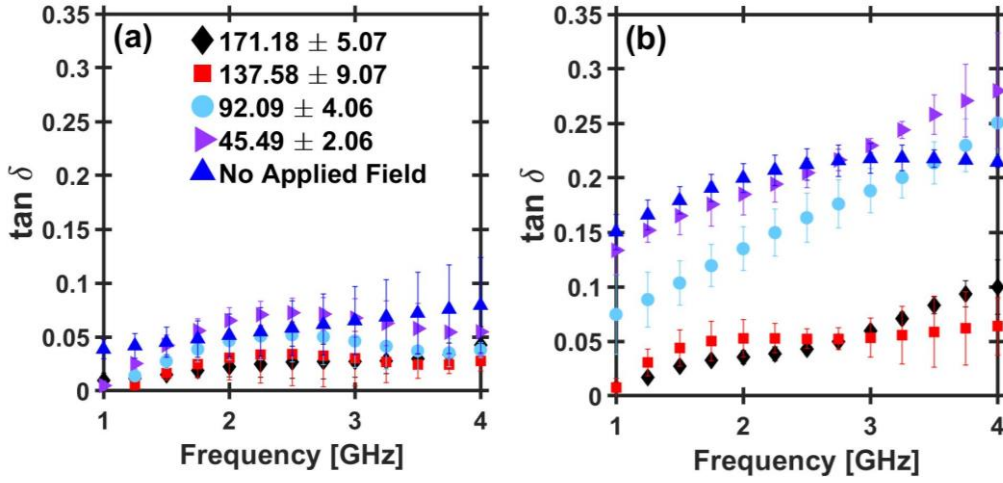 (a)
171.18 ± 5.07
137.58 ± 9.07
92.09 ± 4.06
45.49 ± 2.06
No Applied Field
0.35
0.3
0.25
0.2
0.15
0.1
0.05
0
tan δ
1 2 3 4
Frequency [GHz]
(b)
0.35
0.3
0.25
0.2
0.15
0.1
0.05
0
tan δ
1 2 3 4
Frequency [GHz]